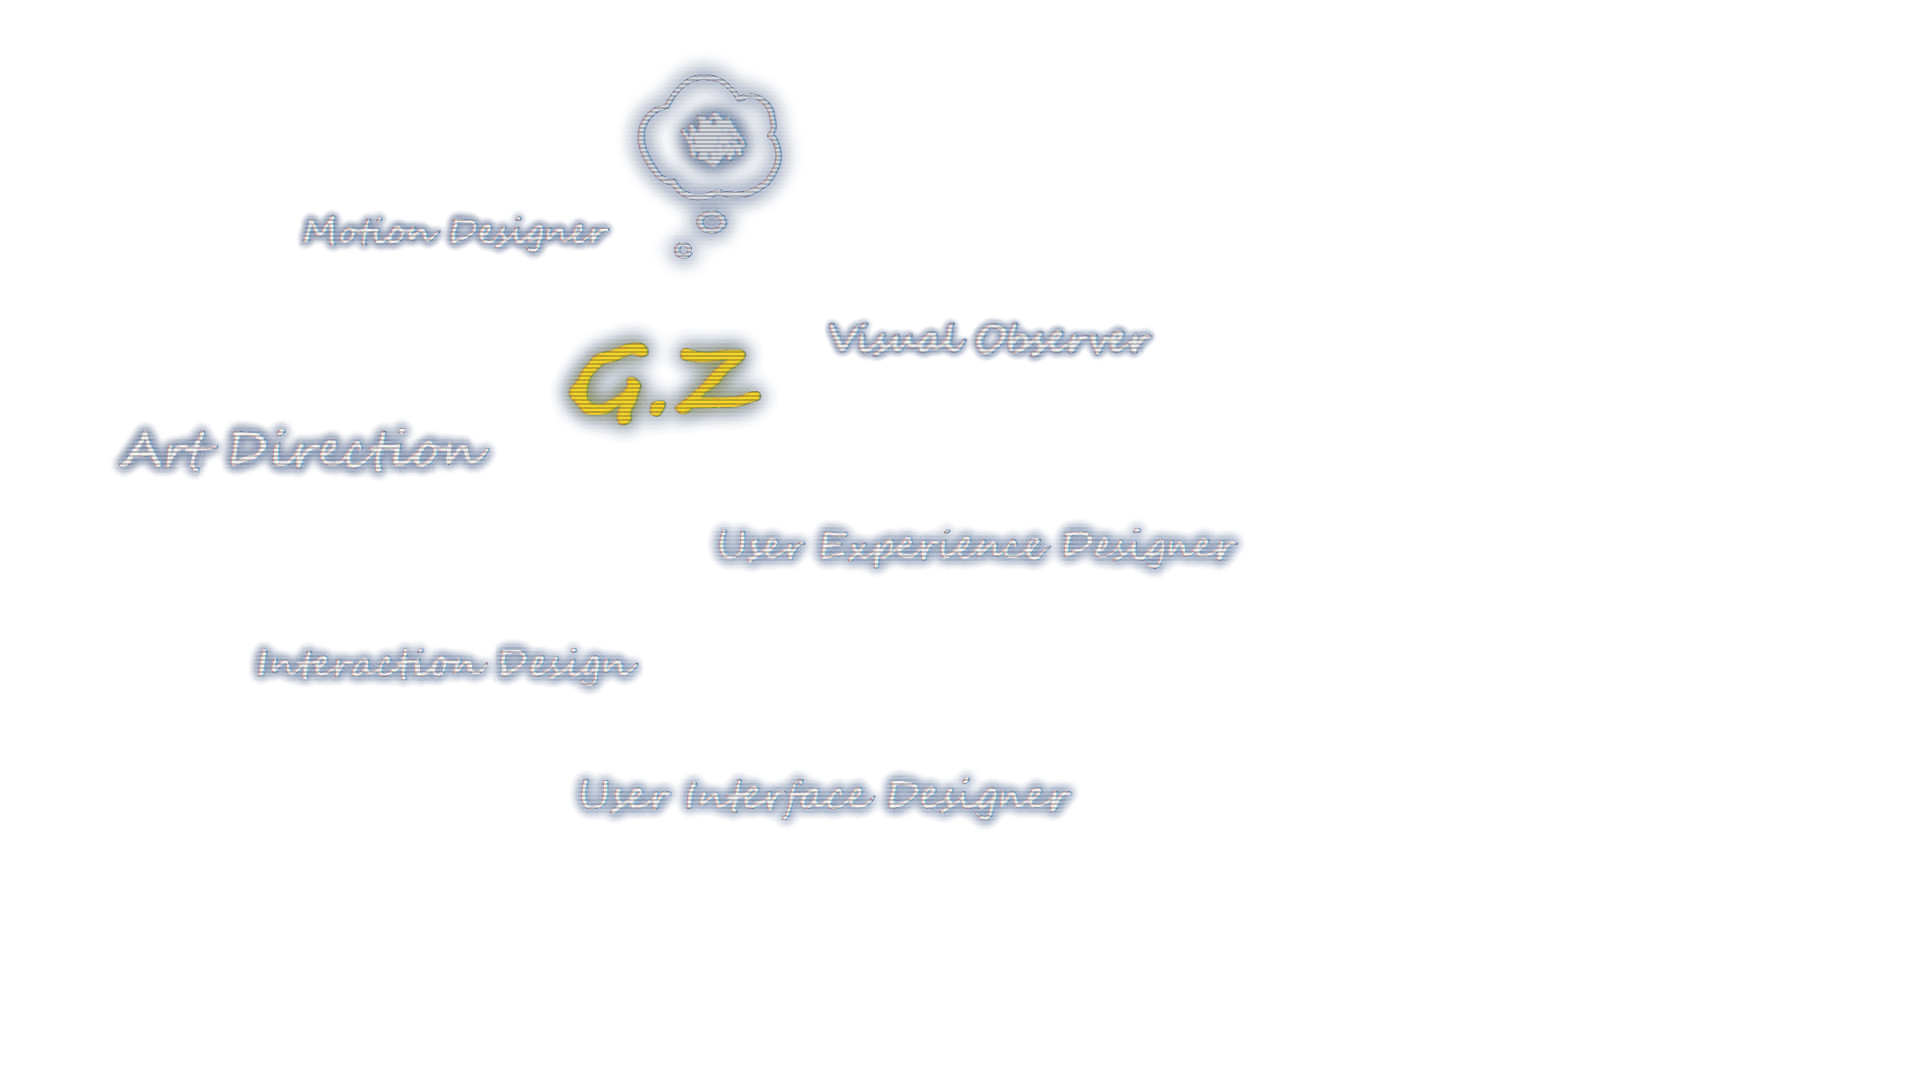 Motion Designer
Visual Observer
G.Z
Art Direction
User Experience Designer
Interaction Design
User Interface Designer